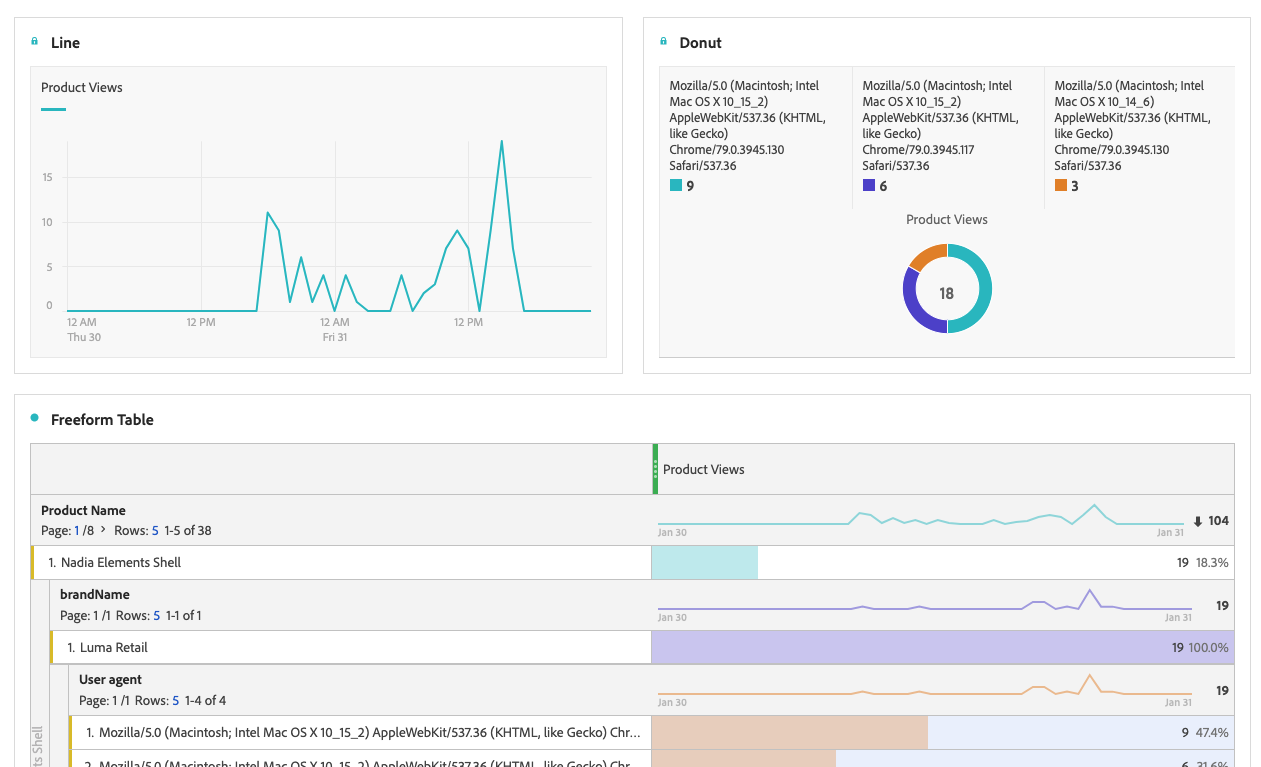 Line
Product Views
15
10
5
0
12 AM
12 PM
12 AM
12 PM
Thu 30
Fri 31
Donut
Mozilla/5.0 (Macintosh; Intel
Mac OS X 10_15_2)
AppleWebKit/537.36 (KHTML,
like Gecko)
Chrome/79.0.3945.130
Safari/537.36
9
Mozilla/5.0 (Macintosh; Intel
Mac OS X 10_15_2)
AppleWebKit/537.36 (KHTML,
like Gecko)
Chrome/79.0.3945.117
Safari/537.36
6
Mozilla/5.0 (Macintosh; Intel
Mac OS X 10_14_6)
AppleWebKit/537.36 (KHTML,
like Gecko)
Chrome/79.0.3945.130
Safari/537.36
3
Product Views
18
Freeform Table
Product Views
Product Name
Page: 1 /8 > Rows: 5 1-5 of 38
Jan 30
Jan 31
104
1. Nadia Elements Shell
19 18.3%
brandName
Page: 1 /1 Rows: 5 1-1 of 1
Jan 30
Jan 31
19
1. Luma Retail
19 100.0%
User agent
Page: 1 /1 Rows: 5 1-4 of 4
Jan 30
Jan 31
19
1. Mozilla/5.0 (Macintosh; Intel Mac OS X 10_15_2) AppleWebKit/537.36 (KHTML, like Gecko) Chr...
9 47.4%
2. Mozilla/5.0 (Macintosh; Intel Mac OS X 10_15_2) AppleWebKit/537.36 (KHTML, like Gecko) Chr...
6 31.6%
ts Shell